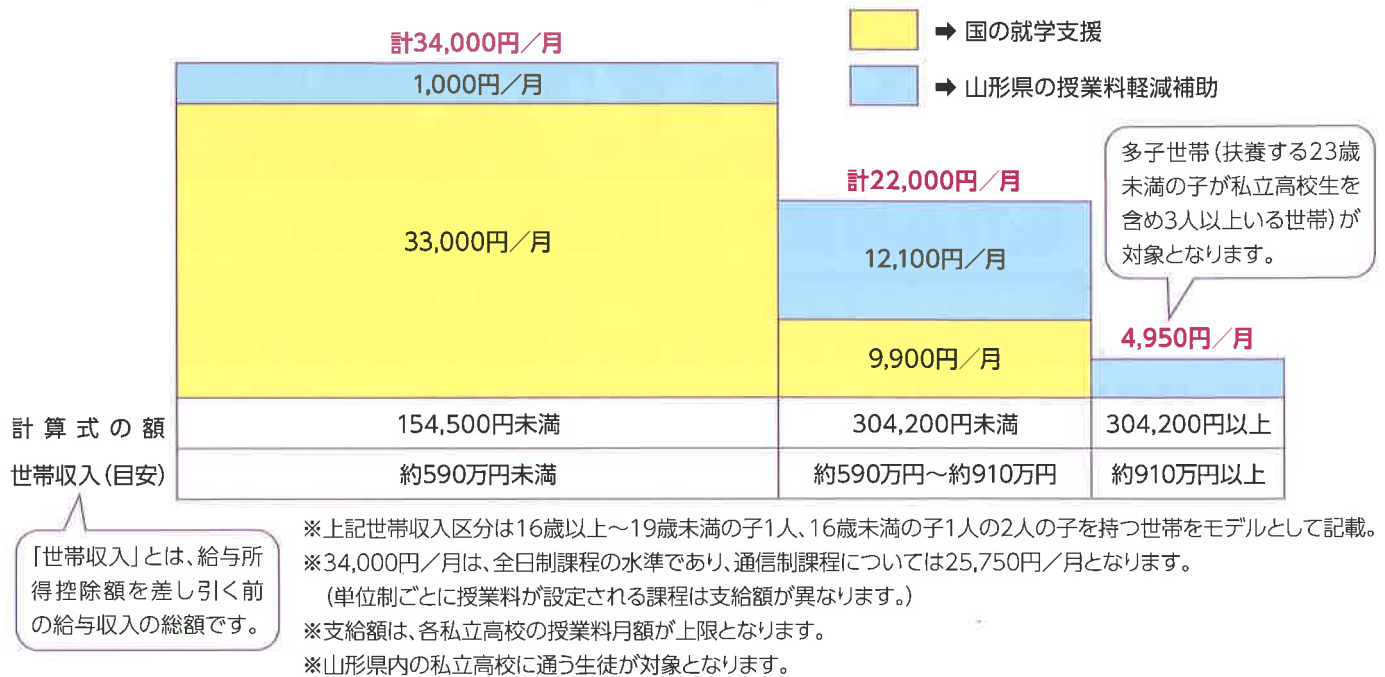 ➡ 国の就学支援
➡ 山形県の授業料軽減補助
計34,000円/月
1,000円/月
33,000円/月
計22,000円/月
12,100円/月
9,900円/月
多子世帯(扶養する23歳
未満の子が私立高校生を
含め3人以上いる世帯)が
対象となります。
4,950円/月
計算式の額 154,500円未満 304,200円未満 304,200円以上
世帯収入(目安) 約590万円未満 約590万円~約910万円 約910万円以上
「世帯収入」とは、給与所
得控除額を差し引く前
の給与収入の総額です。
※上記世帯収入区分は16歳以上~19歳未満の子1人、16歳未満の子1人の2人の子を持つ世帯をモデルとして記載。
※34,000円/月は、全日制課程の水準であり、通信制課程については25,750円/月となります。
(単位制ごとに授業料が設定される課程は支給額が異なります。)
※支給額は、各私立高校の授業料月額が上限となります。
※山形県内の私立高校に通う生徒が対象となります。